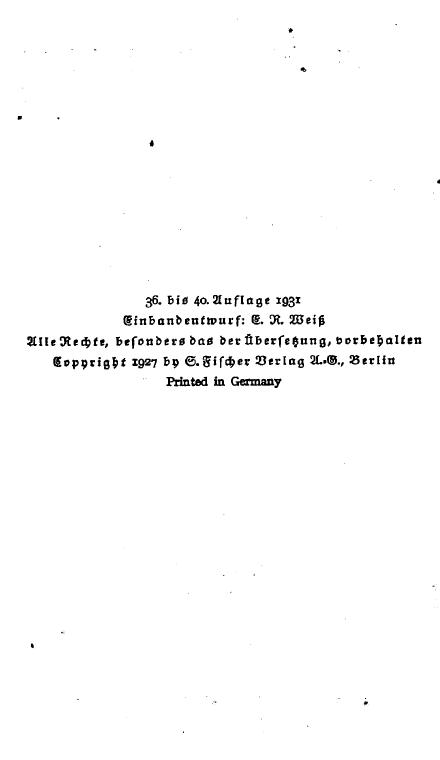 36. bis 40. Auflage 1931
Einbandentwurf: E. R. Weiß
Alle Rechte, besonders das der Übersetzung, vorbehalten
Copyright 1927 by S. Fischer Verlag A.-G., Berlin
Printed in Germany